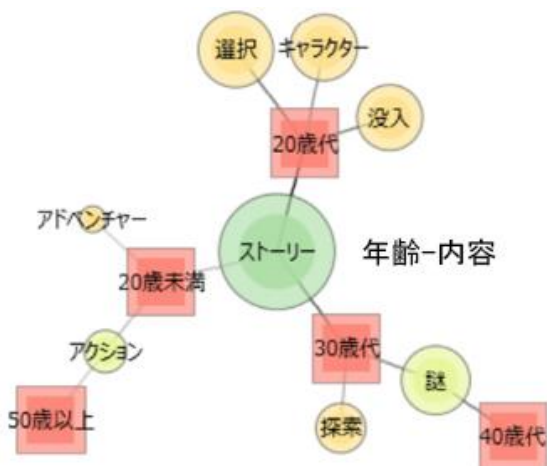 選択
キャラクター
没入
20歳代
アドベンチャー
ストーリー
年齢-内容
20歳未満
アクション
30歳代
謎
50歳以上
探索
40歳代